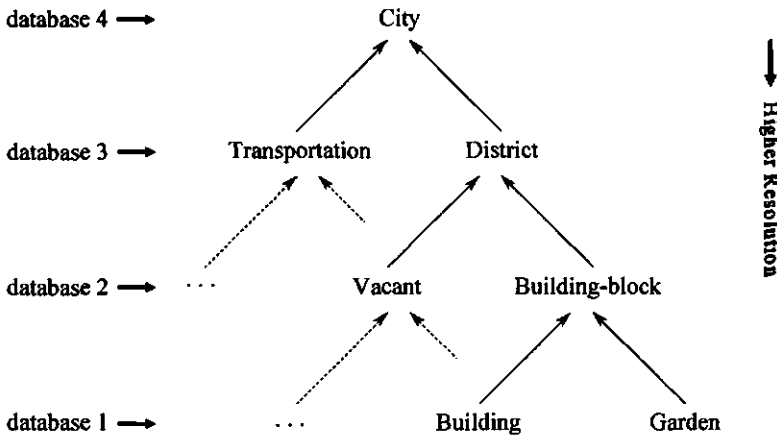 database 4 City
database 3 Transportation District
database 2 ... Vacant Building-block
database 1 ... Building Garden
Higher Resolution